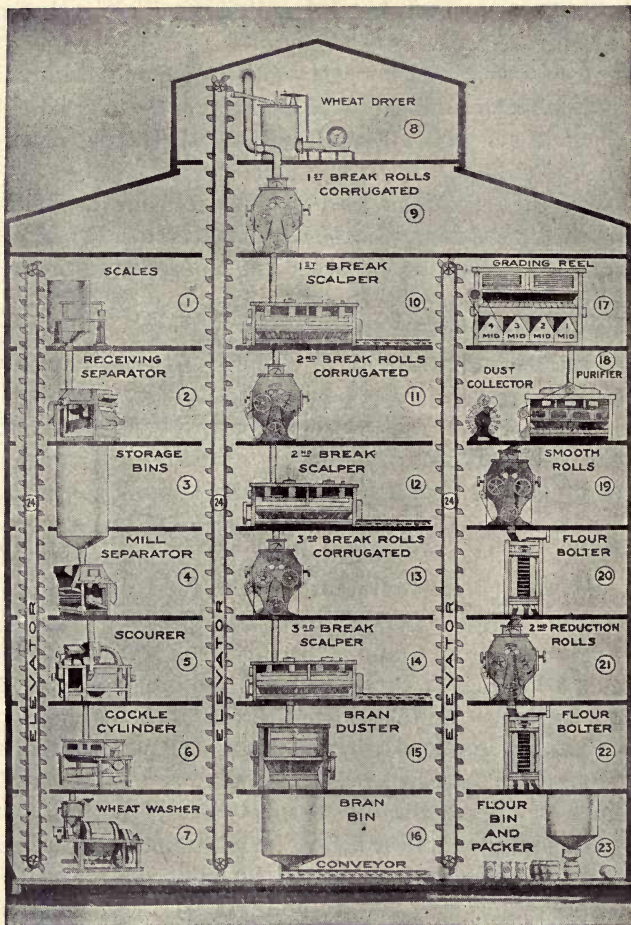 SCALES
1
RECEIVING
SEPARATOR
2
STORAGE
BINS
3
MILL
SEPARATOR
4
SCOURER
5
COCKLE
CYLINDER
6
WHEAT WASHER
7
24
ELEVATOR
WHEAT DRYER
8
1ST BREAK ROLLS
CORRUGATED
9
1ST BREAK
SCALPER
10
2ND BREAK ROLLS
CORRUGATED
11
2ND BREAK
SCALPER
12
3RD BREAK ROLLS
CORRUGATED
13
3RD BREAK
SCALPER
14
BRAN
DUSTER
15
BRAN
BIN
16
CONVEYOR
24
ELEVATOR
GRADING REEL
17
4 3 2 1
MID MID MID MID
18
DUST
COLLECTOR
PURIFIER
SMOOTH
ROLLS
19
FLOUR
BOLTER
20
2ND REDUCTION
ROLLS
21
FLOUR
BOLTER
22
FLOUR
BIN
AND
PACKER
23
24
ELEVATOR